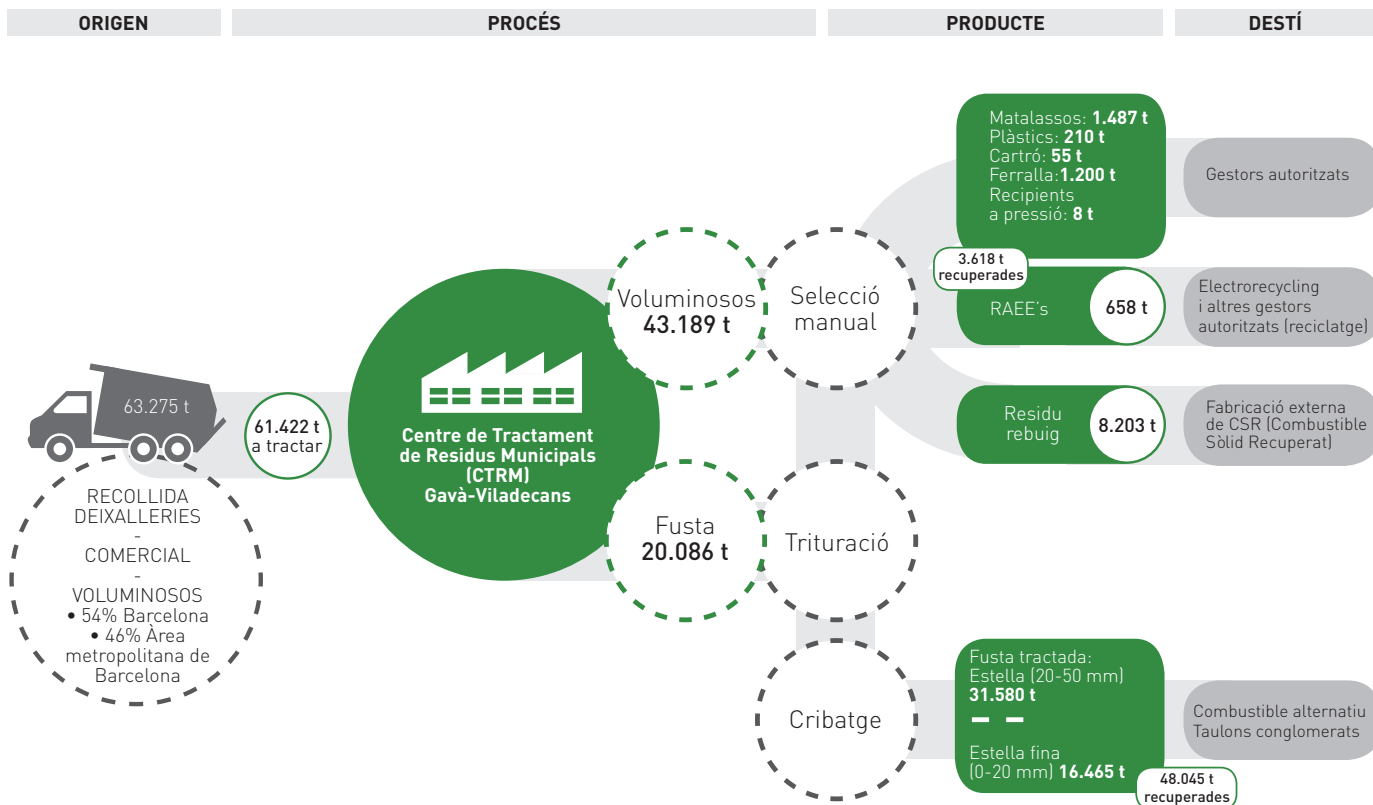 ORIGEN
PROCÉS
PRODUCTE
DESTÍ
63.275 t
RECOLLIDA
DEIXALLERIES
-
COMERCIAL
-
VOLUMINOSOS
• 54% Barcelona
• 46% Àrea
metropolitana de
Barcelona
61.422 t
a tractar
Centre de Tractament
de Residus Municipals
(CTRM)
Gavà-Viladecans
Voluminosos
43.189 t
Fusta
20.086 t
Selecció
manual
Trituració
Cribatge
Matalassos: 1.487 t
Plàstics: 210 t
Cartró: 55 t
Ferralla: 1.200 t
Recipients
a pressió: 8 t
3.618 t
recuperades
RAEE's
658 t
Residu
rebuig
8.203 t
Fusta tractada:
Estella (20-50 mm)
31.580 t
Estella fina
(0-20 mm) 16.465 t
48.045 t
recuperades
Gestors autoritzats
Electrorecycling
i altres gestors
autoritzats (reciclatge)
Fabricació externa
de CSR (Combustible
Sòlid Recuperat)
Combustible alternatiu
Taulons conglomerats